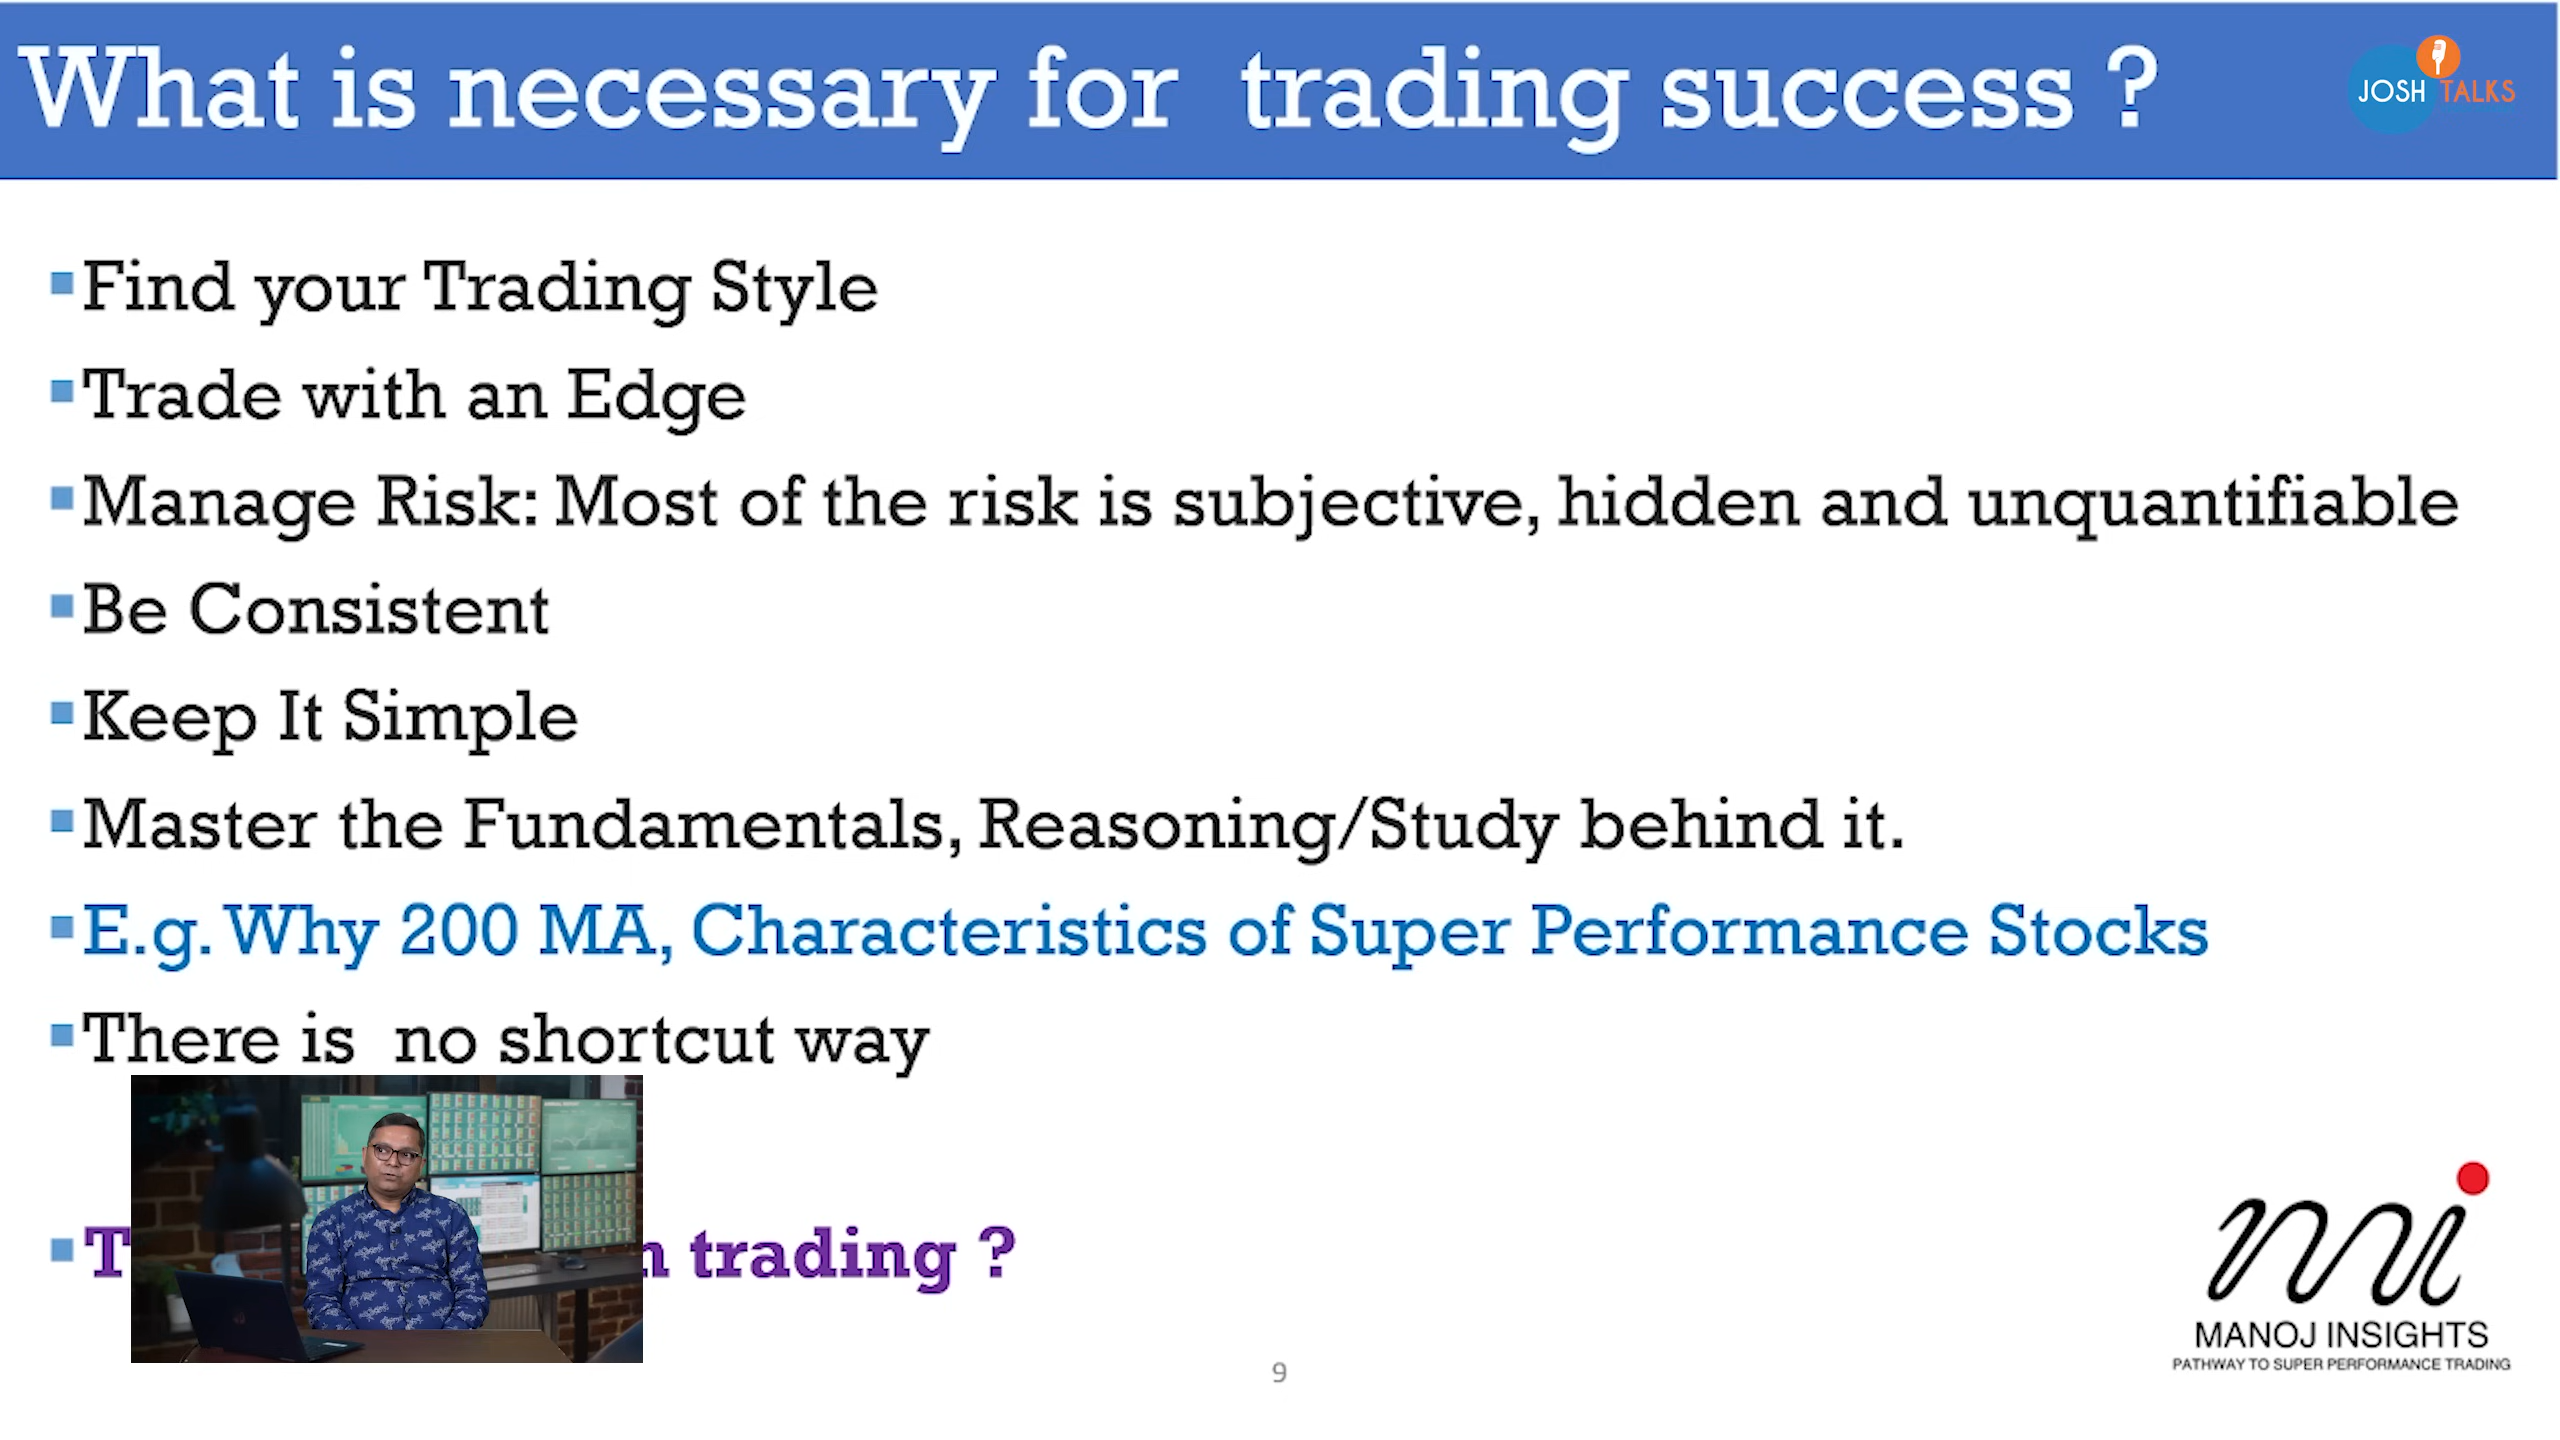 What is necessary for trading success ?
JOSH TALKS
Find your Trading Style
Trade with an Edge
Manage Risk: Most of the risk is subjective, hidden and unquantifiable
Be Consistent
Keep It Simple
Master the Fundamentals, Reasoning/Study behind it.
E.g. Why 200 MA, Characteristics of Super Performance Stocks
There is no shortcut way
trading ?
mi
MANOJ INSIGHTS
PATHWAY TO SUPER PERFORMANCE TRADING
9